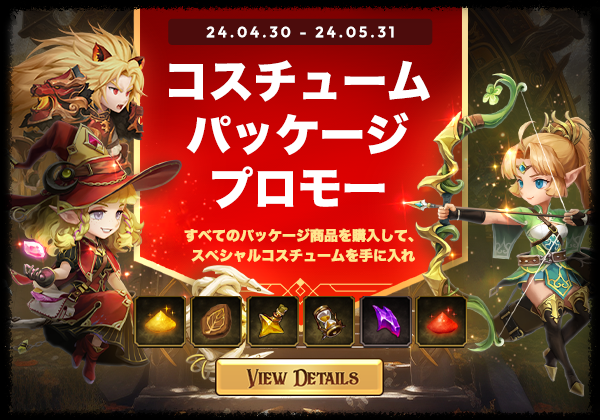 24.04.30 - 24.05.31
コスチューム
パッケージ
プロモー
すべてのパッケージ商品を購入して、
スペシャルコスチュームを手に入れ
VIEW DETAILS